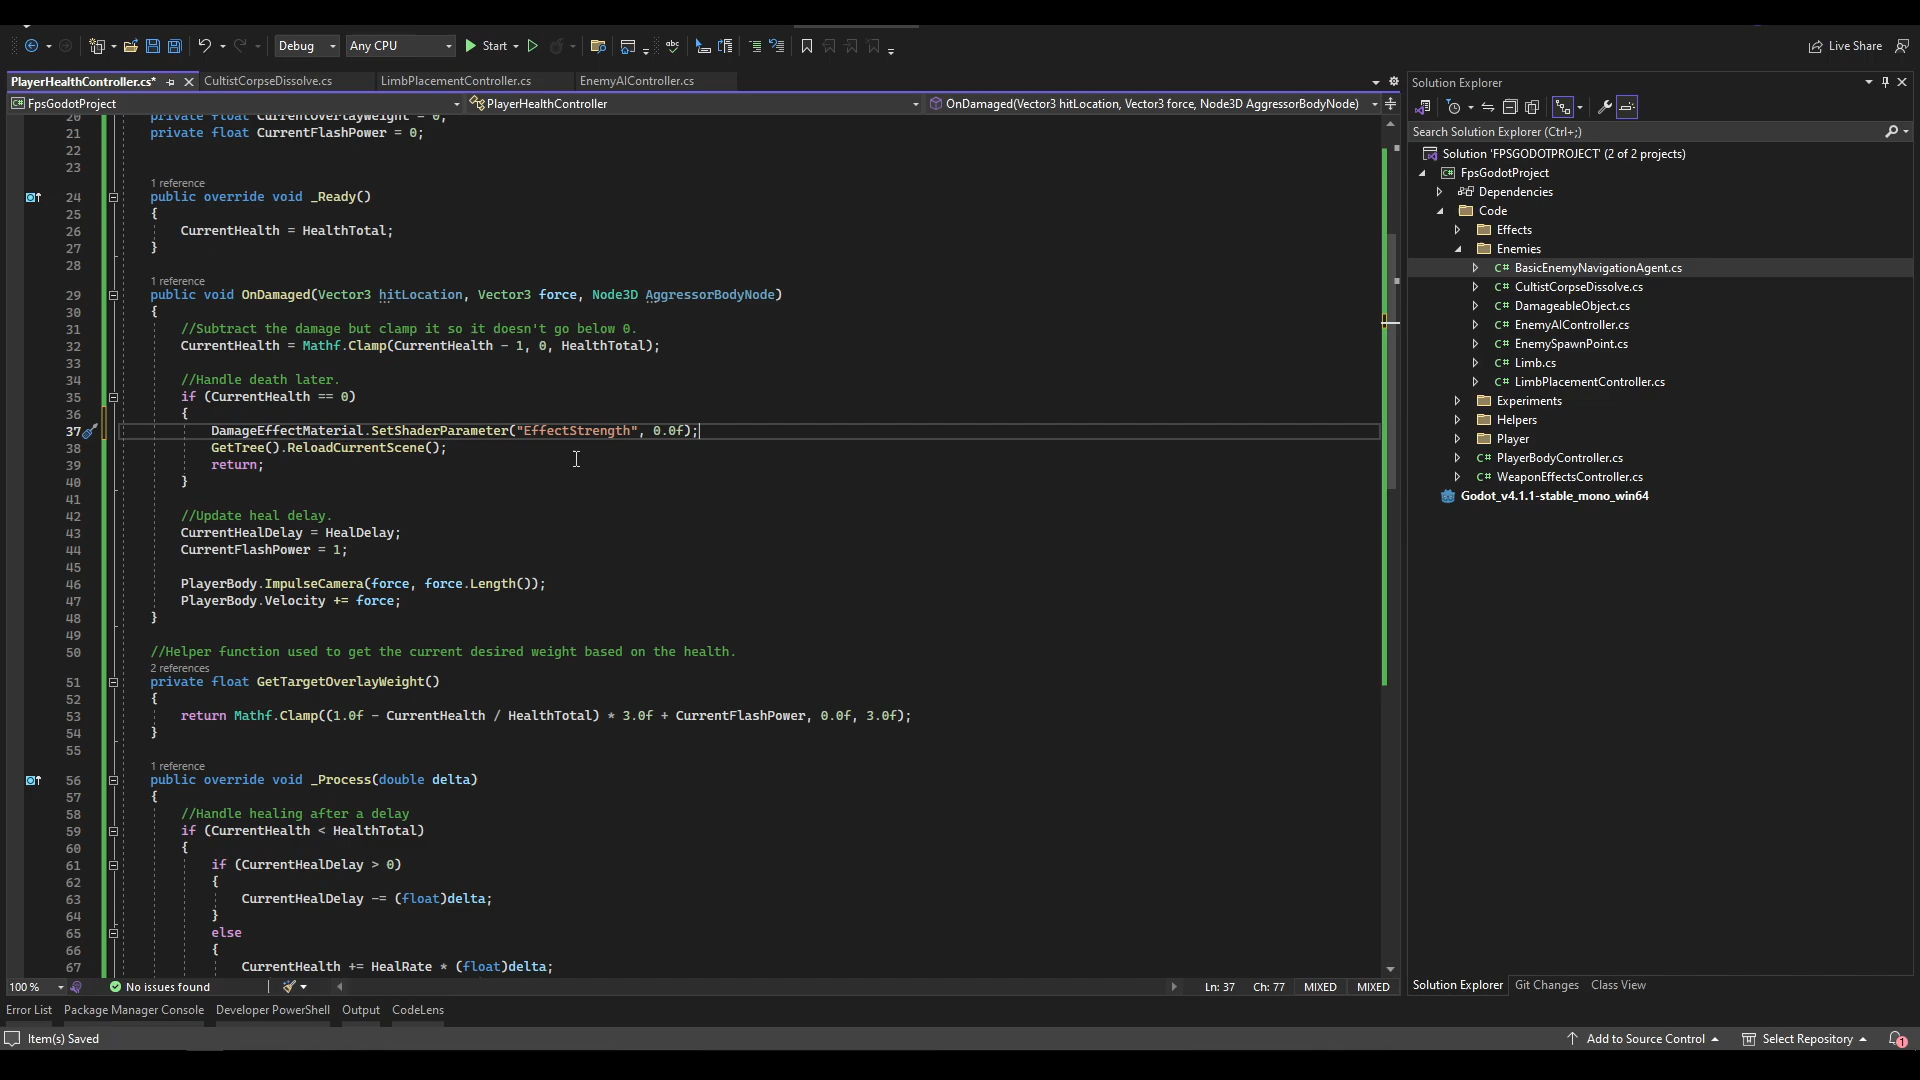 Debug
Any CPU
Start
Live Share
PlayerHealthController.cs*
CultistCorpseDissolve.cs
LimbPlacementController.cs
EnemyAIController.cs
FpsGodotProject
PlayerHealthController
OnDamaged(Vector3 hitLocation, Vector3 force, Node3D AggressorBodyNode)
20 private float CurrentOverlayWeight = 0;
21 private float CurrentFlashPower = 0;
22
23
1 reference
24 public override void _Ready()
25 {
26 CurrentHealth = HealthTotal;
27 }
28
1 reference
29 public void OnDamaged(Vector3 hitLocation, Vector3 force, Node3D AggressorBodyNode)
30 {
31 //Subtract the damage but clamp it so it doesn't go below 0.
32 CurrentHealth = Mathf.Clamp(CurrentHealth - 1, 0, HealthTotal);
33
34 //Handle death later.
35 if (CurrentHealth == 0)
36 {
37 DamageEffectMaterial.SetShaderParameter("EffectStrength", 0.0f);
38 GetTree().ReloadCurrentScene();
39 return;
40 }
41
42 //Update heal delay.
43 CurrentHealDelay = HealDelay;
44 CurrentFlashPower = 1;
45
46 PlayerBody.ImpulseCamera(force, force.Length());
47 PlayerBody.Velocity += force;
48 }
49
50 //Helper function used to get the current desired weight based on the health.
2 references
51 private float GetTargetOverlayWeight()
52 {
53 return Mathf.Clamp((1.0f - CurrentHealth / HealthTotal) * 3.0f + CurrentFlashPower, 0.0f, 3.0f);
54 }
55
1 reference
56 public override void _Process(double delta)
57 {
58 //Handle healing after a delay
59 if (CurrentHealth < HealthTotal)
60 {
61 if (CurrentHealDelay > 0)
62 {
63 CurrentHealDelay -= (float)delta;
64 }
65 else
66 {
67 CurrentHealth += HealRate * (float)delta;
100 %
No issues found
Ln: 37
Ch: 77
MIXED
MIXED
Solution Explorer
Search Solution Explorer (Ctrl+;)
Solution 'FPSGODOTPROJECT' (2 of 2 projects)
C# FpsGodotProject
Dependencies
Code
Effects
Enemies
C# BasicEnemyNavigationAgent.cs
C# CultistCorpseDissolve.cs
C# DamageableObject.cs
C# EnemyAIController.cs
C# EnemySpawnPoint.cs
C# Limb.cs
C# LimbPlacementController.cs
Experiments
Helpers
Player
C# PlayerBodyController.cs
C# WeaponEffectsController.cs
Godot_v4.1.1-stable_mono_win64
Solution Explorer
Git Changes
Class View
Error List
Package Manager Console
Developer PowerShell
Output
CodeLens
Item(s) Saved
Add to Source Control
Select Repository
1